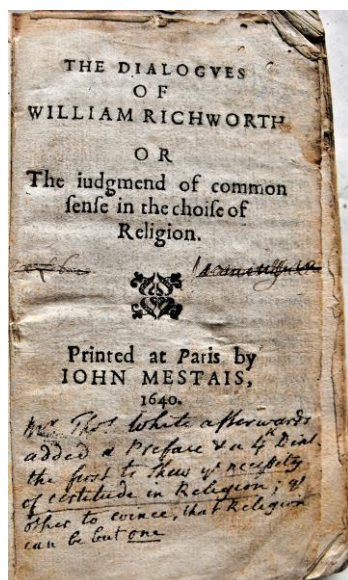 THE DIALOGVES
OF
WILLIAM RICHWORTH
OR
The iudgmend of common
sense in the choise of
Religion.
Printed at Paris by
IOHN MESTAIS,
1640.
Mr. Thos. White afterwards
added a Preface & a 4th Dial.
the first to shew ye necessity
of certitude in Religion; ye
other to evince, that Religion
can be but one